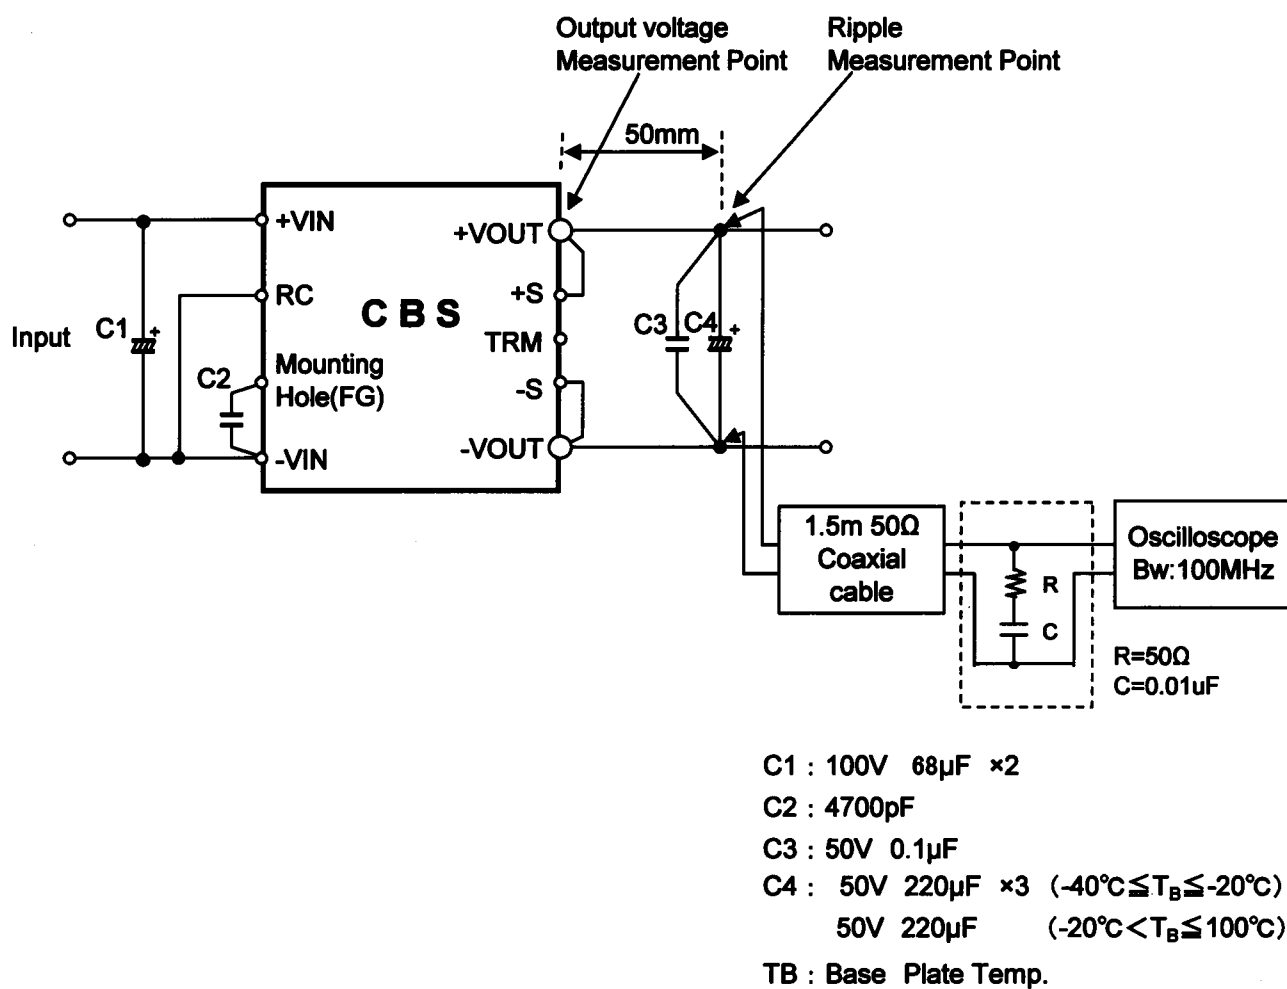 Output voltage
Measurement Point
Ripple
Measurement Point
50mm
+VIN
+VOUT
RC
CBS
+S
Input
C1
+
C3
C4
+
TRM
Mounting
Hole(FG)
C2
-S
-VIN
-VOUT
1.5m 50Ω
Coaxial
cable
R
C
Oscilloscope
Bw:100MHz
R=50Ω
C=0.01uF
C1 : 100V 68μF ×2
C2 : 4700pF
C3 : 50V 0.1μF
C4 : 50V 220μF ×3 (-40℃≦TB≦-20℃)
50V 220μF (-20℃<TB≦100℃)
TB : Base Plate Temp.